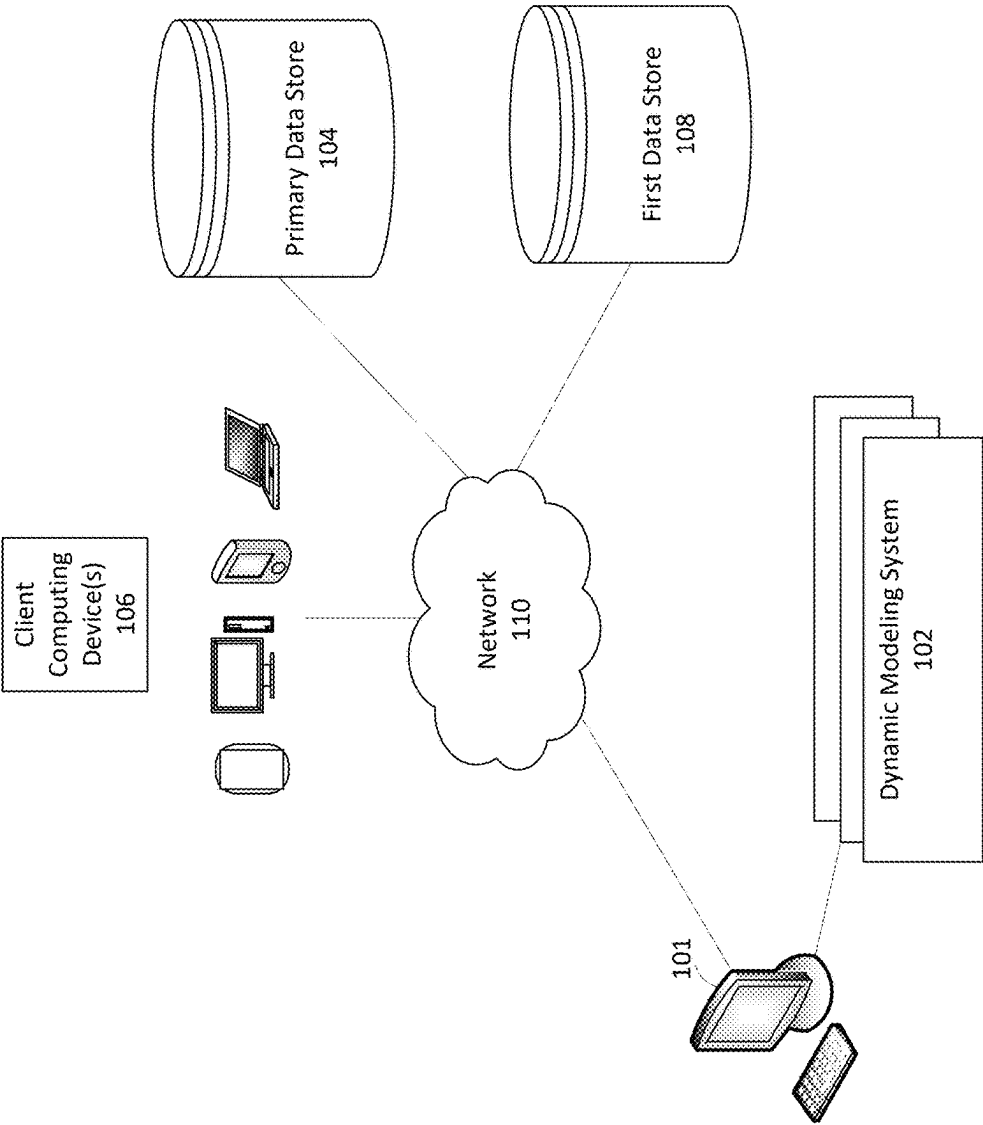 Client
Computing
Device(s)
106
Primary Data Store
104
Network
110
First Data Store
108
101
Dynamic Modeling System
102